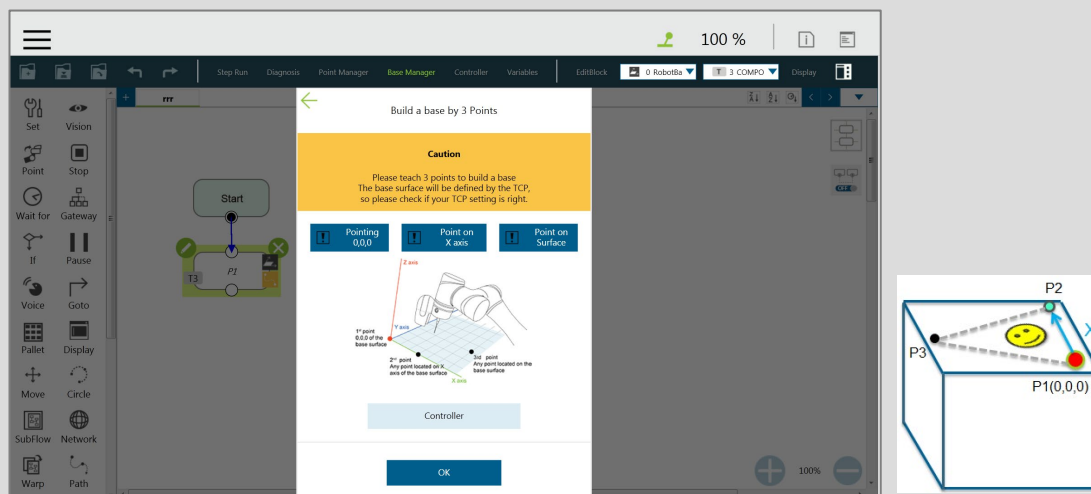 100 %
Step Run Diagnosis Point Manager Base Manager Controller Variables EditBlock 0 RobotBa T 3 COMPO Display
+ rrr
Set Vision
Point Stop
Wait for Gateway
If Pause
Voice Goto
Pallet Display
Move Circle
SubFlow Network
Warp Path
Start
P1
T3
OFF
Build a base by 3 Points
Caution
Please teach 3 points to build a base
The base surface will be defined by the TCP,
so please check if your TCP setting is right.
Pointing
0,0,0
Point on
X axis
Point on
Surface
Z axis
Y axis
1st point
0,0,0 of the
base surface
2nd point
Any point located on X
axis of the base surface
3rd point
Any point located on the
base surface
X axis
Controller
OK
100%
P2
X
P3
P1(0,0,0)